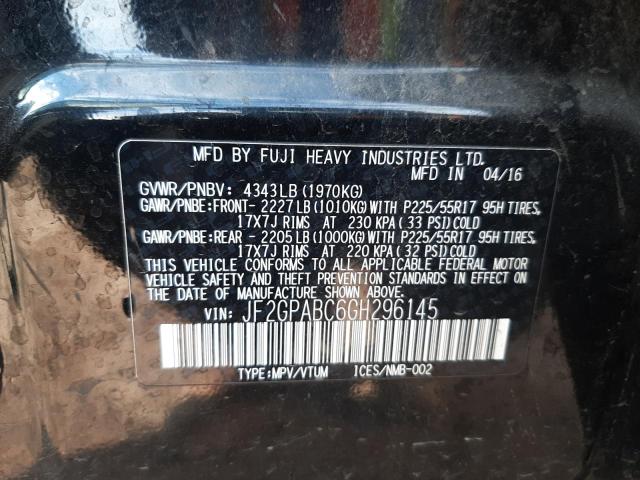 MFD BY FUJI HEAVY INDUSTRIES LTD.
MFD IN 04/16
GVWR/PNBV: 4343LB(1970KG)
GAWR/PNBE:FRONT- 2227LB(1010KG)WITH P225/55R17 95H TIRES,
17X7J RIMS AT 230 KPA(33 PSI)COLD
GAWR/PNBE:REAR - 2205LB(1000KG)WITH P225/55R17 95H TIRES,
17X7J RIMS AT 220 KPA(32 PSI)COLD
THIS VEHICLE CONFORMS TO ALL APPLICABLE FEDERAL MOTOR
VEHICLE SAFETY AND THEFT PREVENTION STANDARDS IN EFFECT ON
THE DATE OF MANUFACTURE SHOWN ABOVE.
VIN: JF2GPABC6GH296145
TYPE:MPV/VTUM ICES/NMB-002